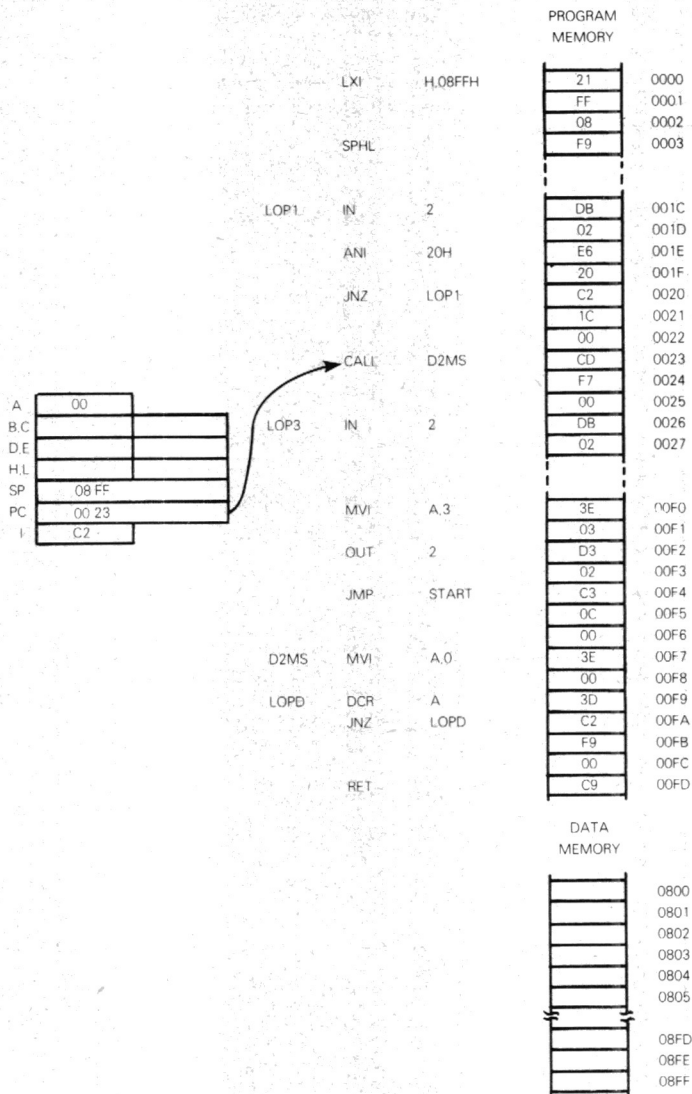 PROGRAM
MEMORY
LXI H,08FFH 21 0000
FF 0001
08 0002
SPHL F9 0003
LOP1 IN 2 DB 001C
02 001D
ANI 20H E6 001E
20 001F
JNZ LOP1 C2 0020
1C 0021
00 0022
CALL D2MS CD 0023
F7 0024
00 0025
LOP3 IN 2 DB 0026
02 0027
A 00
B,C
D,E
H,L
SP 08 FF
PC 00 23
I C2
MVI A,3 3E 00F0
03 00F1
OUT 2 D3 00F2
02 00F3
JMP START C3 00F4
0C 00F5
00 00F6
D2MS MVI A,0 3E 00F7
00 00F8
LOPD DCR A 3D 00F9
JNZ LOPD C2 00FA
F9 00FB
00 00FC
RET C9 00FD
DATA
MEMORY
0800
0801
0802
0803
0804
0805
08FD
08FE
08FF